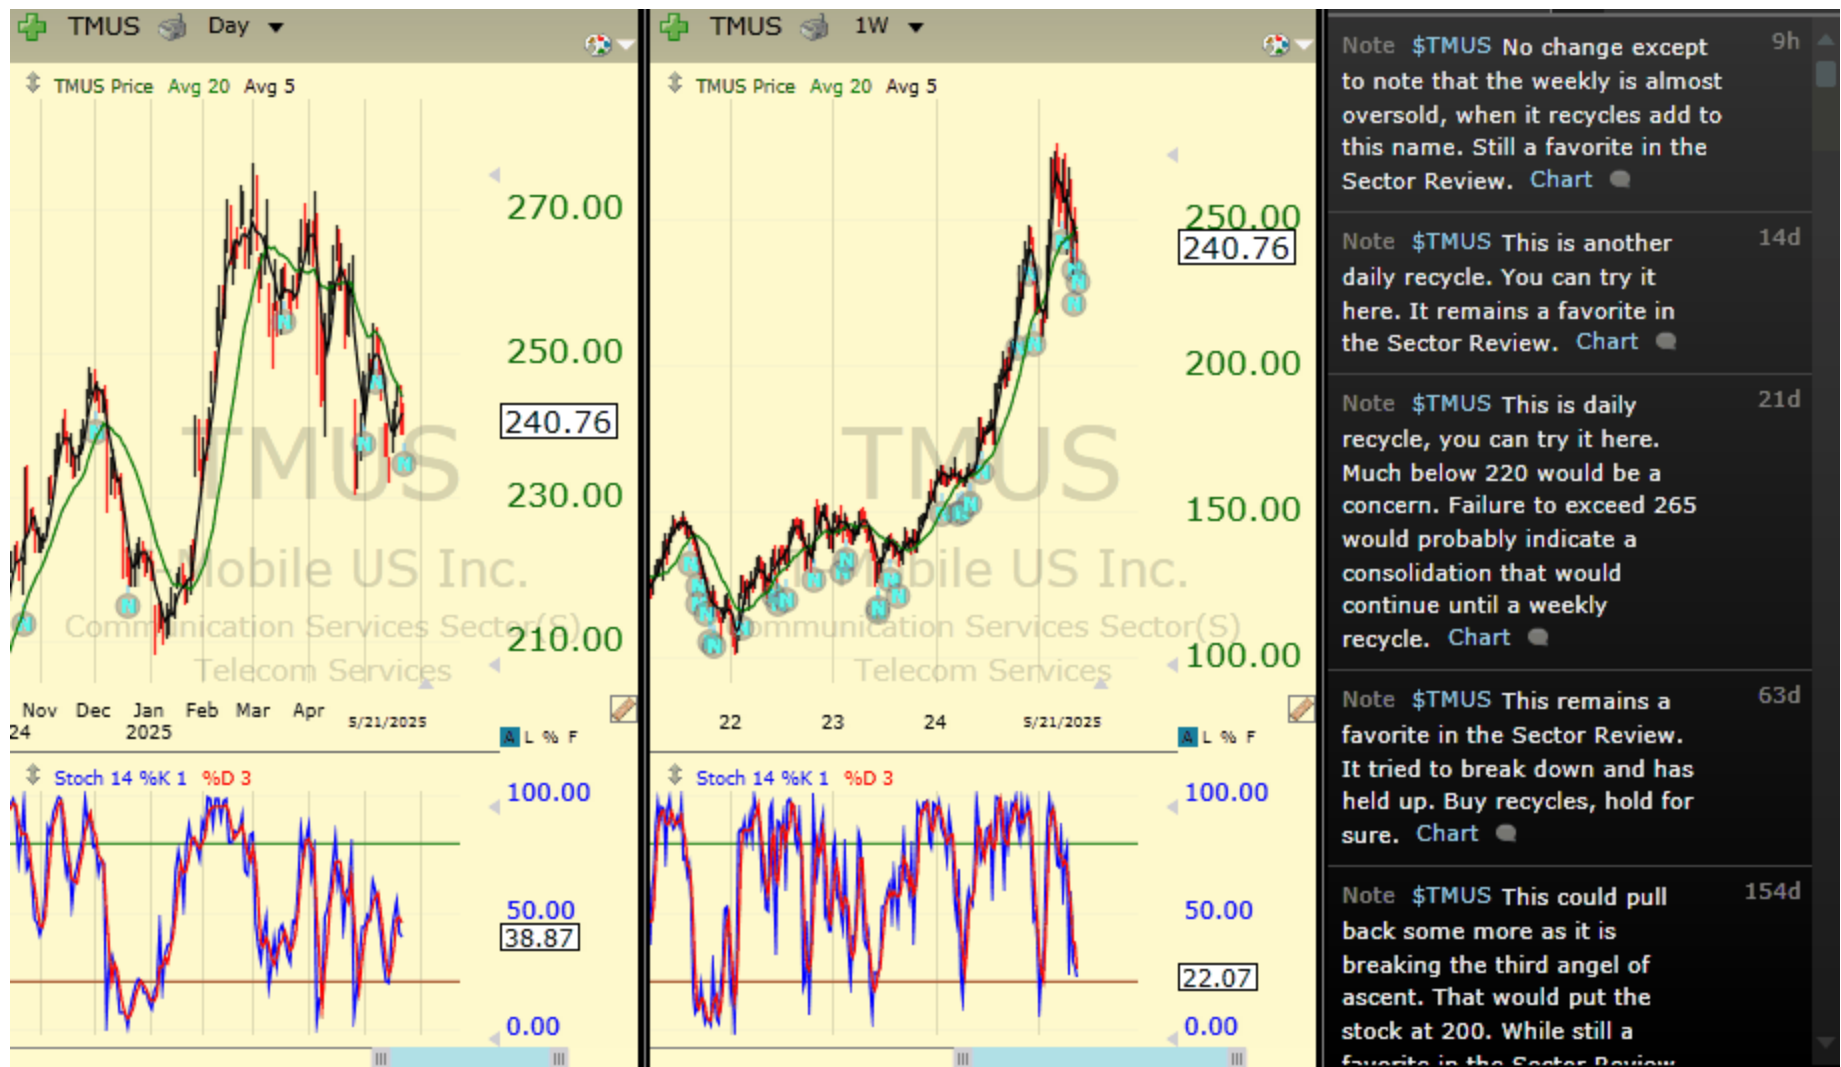 TMUS Day
TMUS Price Avg 20 Avg 5
270.00
250.00
240.76
230.00
210.00
TMUS
-Mobile US Inc.
Communication Services Sector(S)
Telecom Services
Nov Dec Jan Feb Mar Apr 5/21/2025
24 2025
A L % F
Stoch 14 %K 1 %D 3
100.00
50.00
38.87
0.00
TMUS 1W
TMUS Price Avg 20 Avg 5
250.00
240.76
200.00
150.00
100.00
TMUS
Mobile US Inc.
Communication Services Sector(S)
Telecom Services
22 23 24 5/21/2025
A L % F
Stoch 14 %K 1 %D 3
100.00
50.00
22.07
0.00
Note $TMUS No change except 9h
to note that the weekly is almost
oversold, when it recycles add to
this name. Still a favorite in the
Sector Review. Chart
Note $TMUS This is another 14d
daily recycle. You can try it
here. It remains a favorite in
the Sector Review. Chart
Note $TMUS This is daily 21d
recycle, you can try it here.
Much below 220 would be a
concern. Failure to exceed 265
would probably indicate a
consolidation that would
continue until a weekly
recycle. Chart
Note $TMUS This remains a 63d
favorite in the Sector Review.
It tried to break down and has
held up. Buy recycles, hold for
sure. Chart
Note $TMUS This could pull 154d
back some more as it is
breaking the third angel of
ascent. That would put the
stock at 200. While still a
favorite in the Sector Review